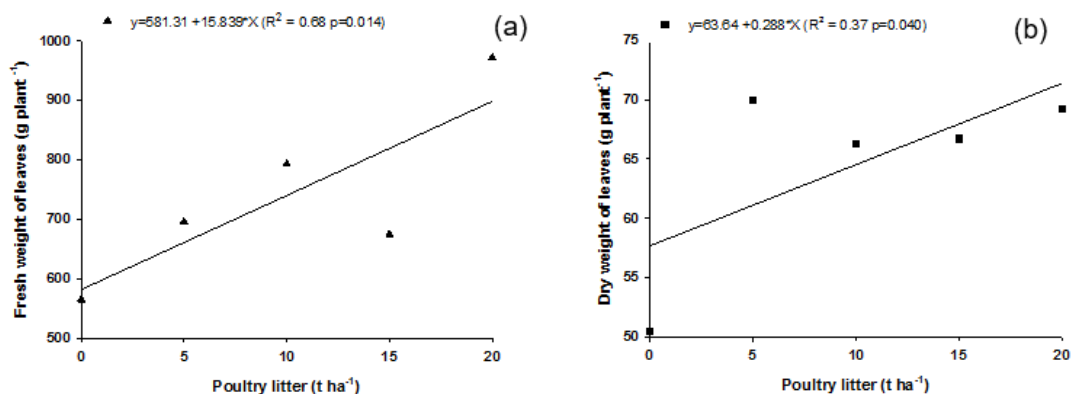 y=581.31 +15.839*X (R² = 0.68 p=0.014)
(a)
1000
900
800
700
600
500
Fresh weight of leaves (g plant⁻¹)
0 5 10 15 20
Poultry litter (t ha⁻¹)
y=63.64 +0.288*X (R² = 0.37 p=0.040)
(b)
75
70
65
60
55
50
Dry weight of leaves (g plant⁻¹)
0 5 10 15 20
Poultry litter (t ha⁻¹)